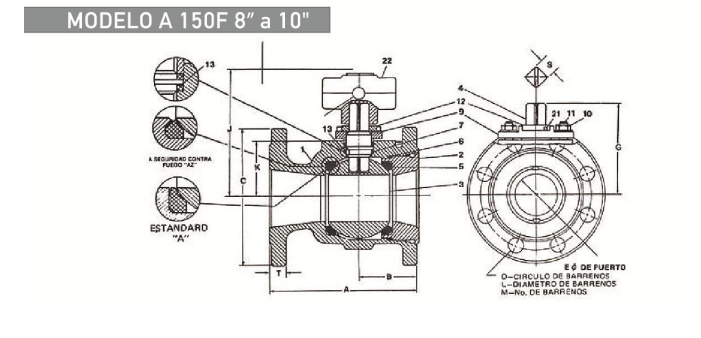 MODELO A 150F 8” a 10"
13
22
S
4
12
9
7
6
2
5
3
13
1
21
11
10
J
K
C
G
A SEGURIDAD CONTRA
FUEGO "AZ"
ESTANDARD
"A"
T
B
A
E ϕ DE PUERTO
O-CIRCULO DE BARRENOS
L-DIAMETRO DE BARRENOS
M-No. DE BARRENOS